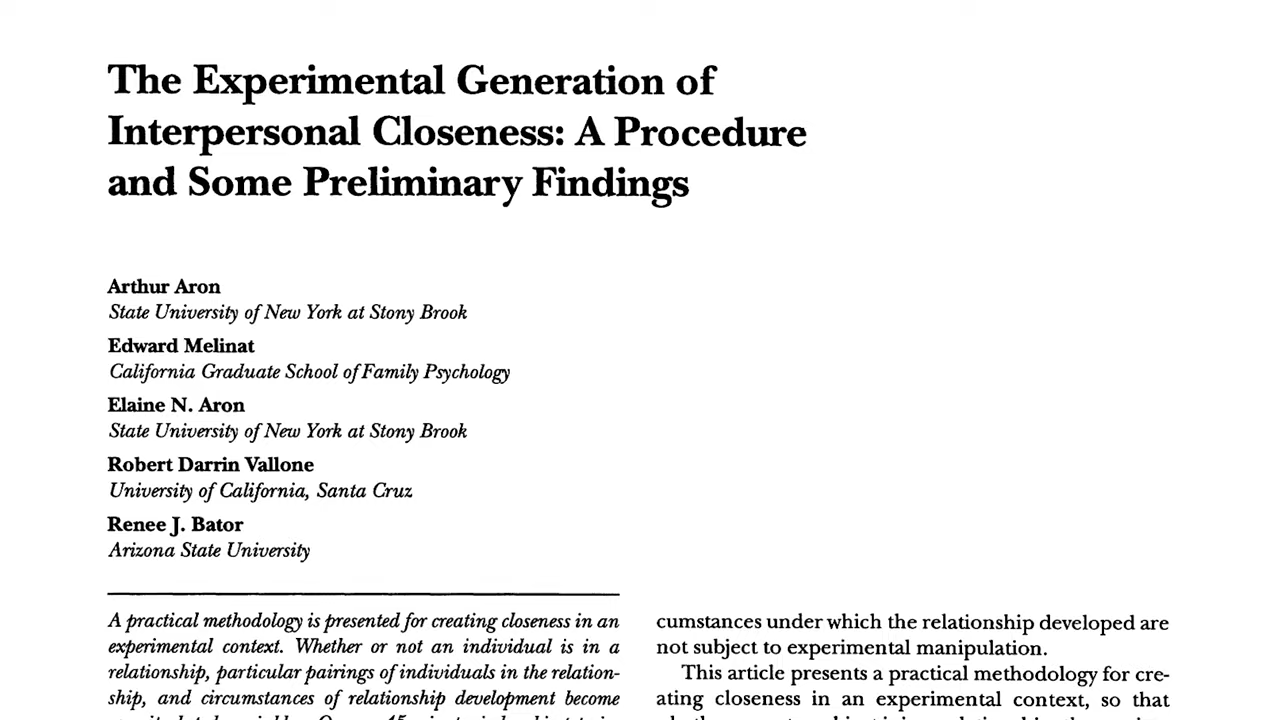 The Experimental Generation of
Interpersonal Closeness: A Procedure
and Some Preliminary Findings
Arthur Aron
State University of New York at Stony Brook
Edward Melinat
California Graduate School of Family Psychology
Elaine N. Aron
State University of New York at Stony Brook
Robert Darrin Vallone
University of California, Santa Cruz
Renee J. Bator
Arizona State University
A practical methodology is presented for creating closeness in an
experimental context. Whether or not an individual is in a
relationship, particular pairings of individuals in the relation-
ship, and circumstances of relationship development become
cumstances under which the relationship developed are
not subject to experimental manipulation.
This article presents a practical methodology for cre-
ating closeness in an experimental context, so that